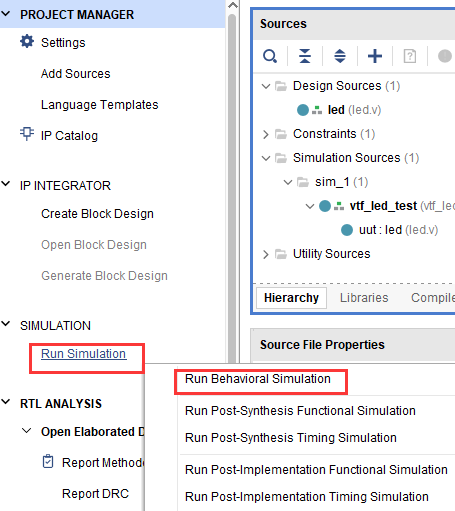 PROJECT MANAGER
Settings
Add Sources
Language Templates
IP Catalog
IP INTEGRATOR
Create Block Design
Open Block Design
Generate Block Design
SIMULATION
Run Simulation
RTL ANALYSIS
Open Elaborated D
Report Method
Report DRC
Sources
Design Sources (1)
led (led.v)
Constraints (1)
Simulation Sources (1)
sim_1 (1)
vtf_led_test (vtf_le
uut : led (led.v)
Utility Sources
Hierarchy Libraries Compile
Source File Properties
Run Behavioral Simulation
Run Post-Synthesis Functional Simulation
Run Post-Synthesis Timing Simulation
Run Post-Implementation Functional Simulation
Run Post-Implementation Timing Simulation